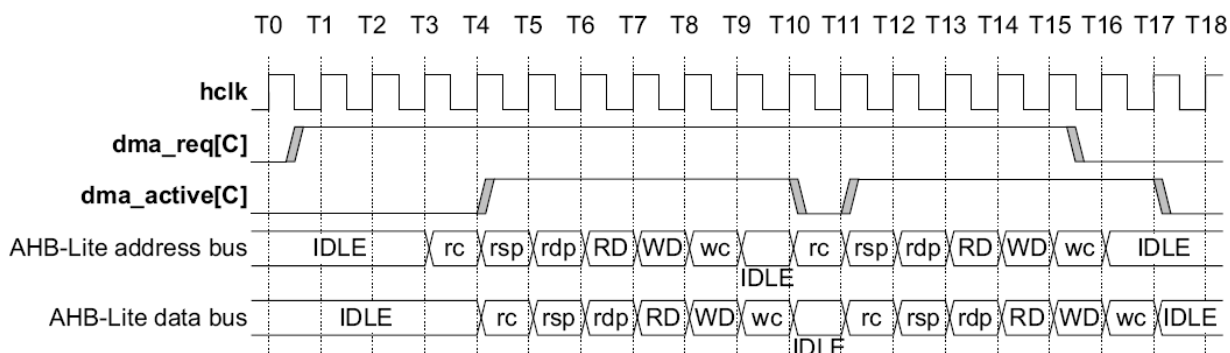 T0 T1 T2 T3 T4 T5 T6 T7 T8 T9 T10 T11 T12 T13 T14 T15 T16 T17 T18
hclk
dma_req[C]
dma_active[C]
AHB-Lite address bus IDLE rc rsp rdp RD WD wc IDLE rc rsp rdp RD WD wc IDLE
AHB-Lite data bus IDLE rc rsp rdp RD WD wc IDLE rc rsp rdp RD WD wc IDLE